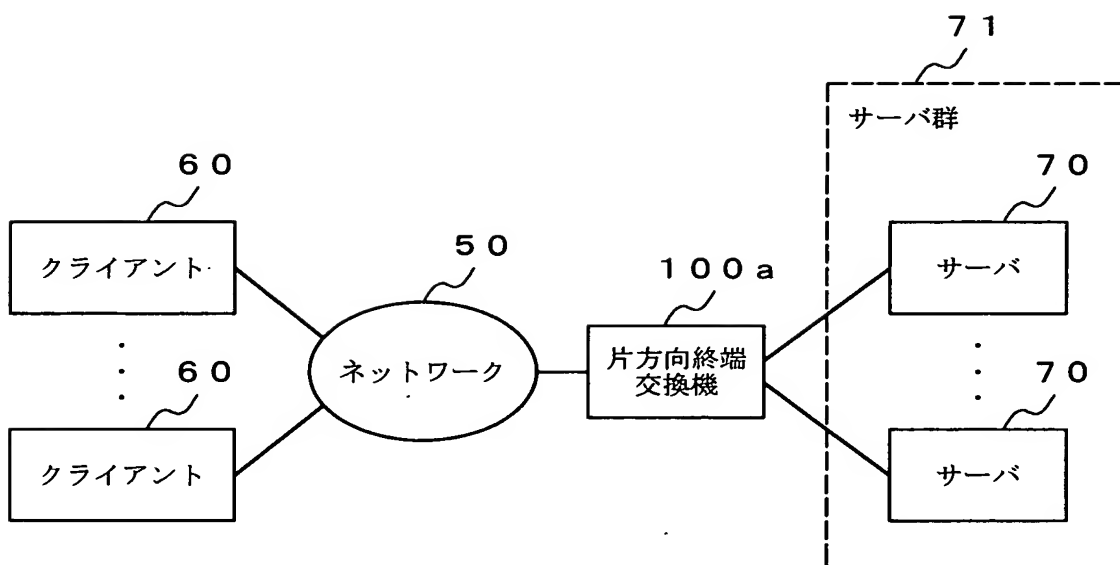 ７１
サーバ群
６０
クライアント
５０
ネットワーク
１００ａ
片方向終端
交換機
７０
サーバ
６０
クライアント
７０
サーバ